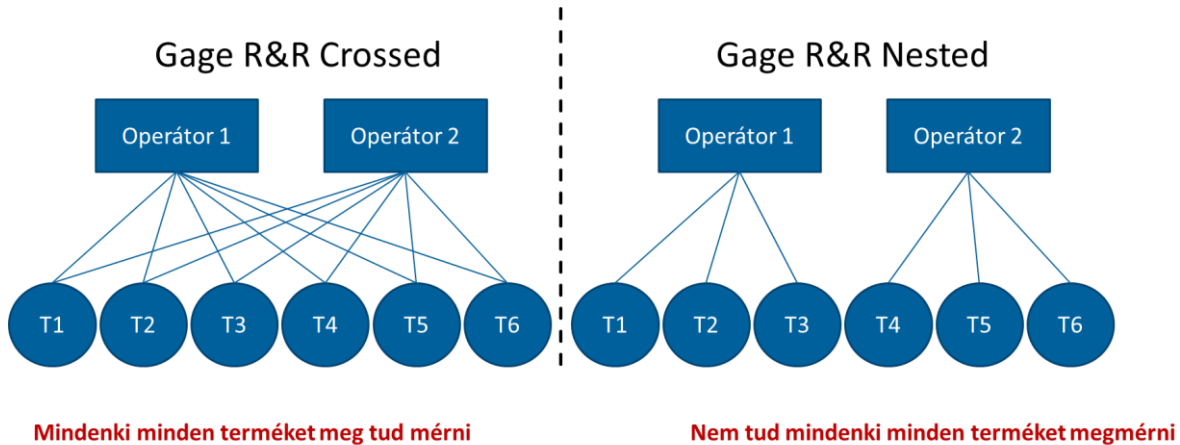 Gage R&R Crossed
Operátor 1
Operátor 2
T1
T2
T3
T4
T5
T6
Mindenki minden terméket meg tud mérni
Gage R&R Nested
Operátor 1
Operátor 2
T1
T2
T3
T4
T5
T6
Nem tud mindenki minden terméket megmérni